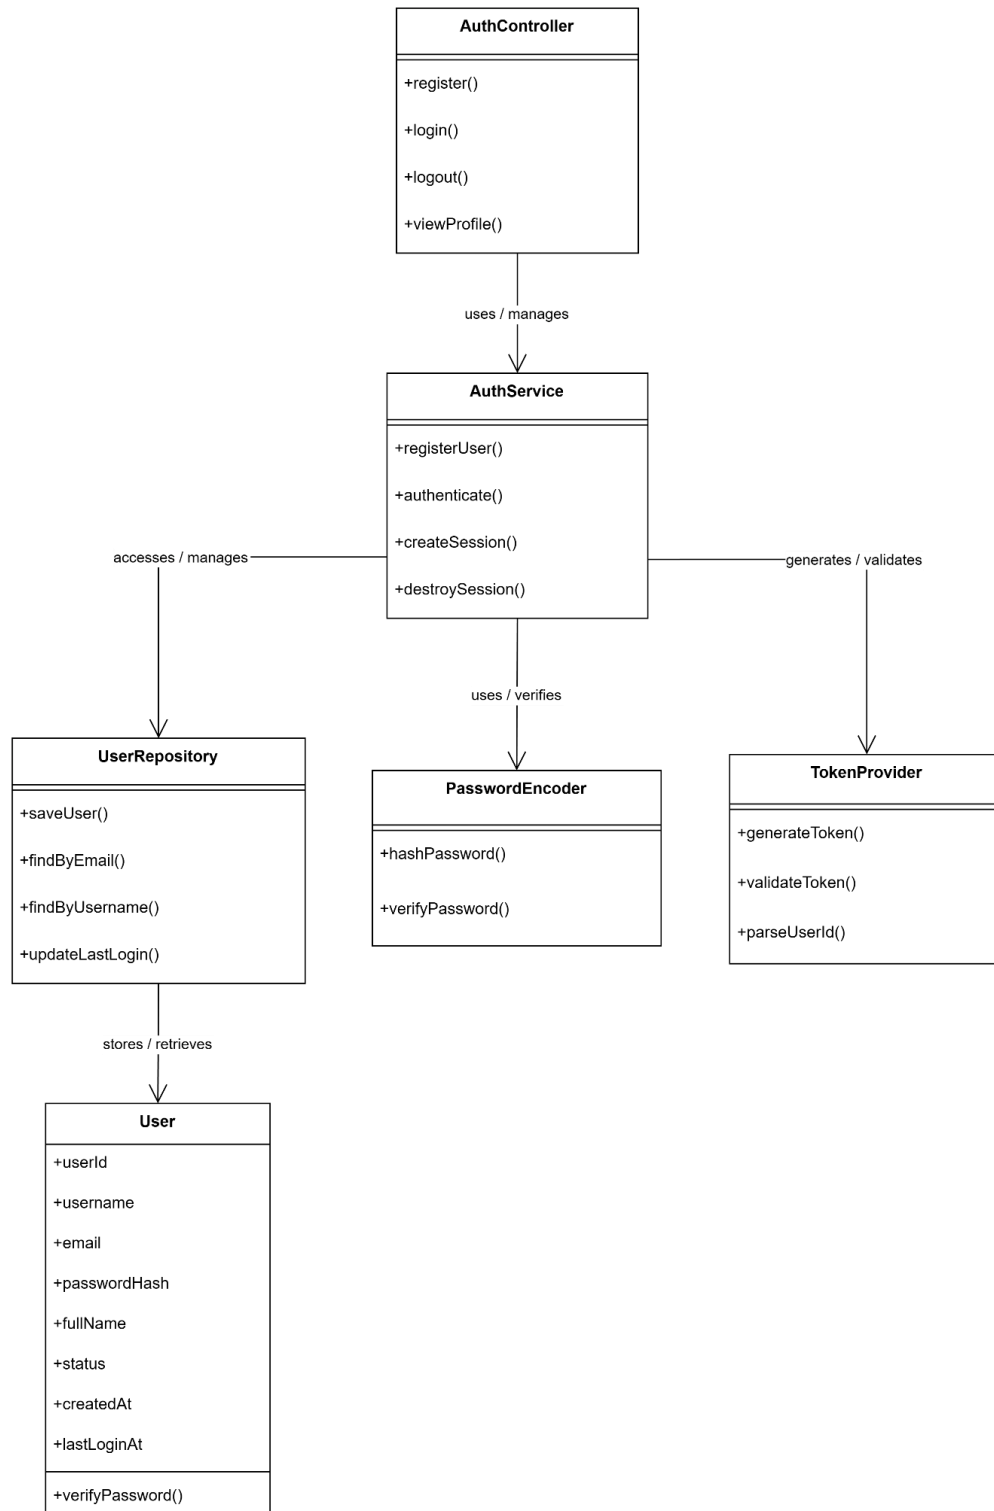 AuthController
+register()
+login()
+logout()
+viewProfile()
uses / manages
AuthService
+registerUser()
+authenticate()
+createSession()
+destroySession()
accesses / manages
generates / validates
uses / verifies
UserRepository
+saveUser()
+findByEmail()
+findByUsername()
+updateLastLogin()
PasswordEncoder
+hashPassword()
+verifyPassword()
TokenProvider
+generateToken()
+validateToken()
+parseUserId()
stores / retrieves
User
+userId
+username
+email
+passwordHash
+fullName
+status
+createdAt
+lastLoginAt
+verifyPassword()